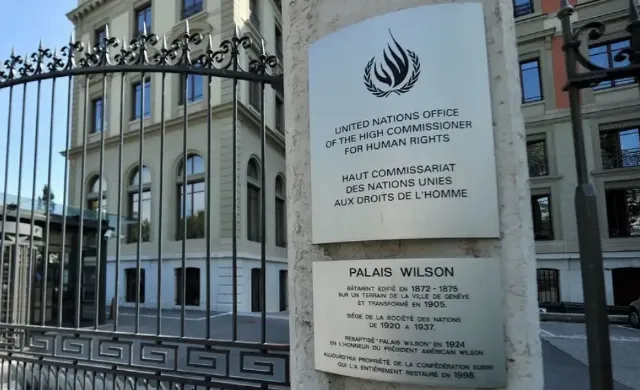 UNITED NATIONS OFFICE
OF THE HIGH COMMISSIONER
FOR HUMAN RIGHTS
HAUT COMMISSARIAT
DES NATIONS UNIES
AUX DROITS DE L'HOMME
PALAIS WILSON
BÂTIMENT EDIFIÉ EN 1872 - 1875
SUR UN TERRAIN DE LA VILLE DE GENÈVE
ET TRANSFORMÉ EN 1905.
SIÈGE DE LA SOCIÉTÉ DES NATIONS
DE 1920 A 1937.
REBAPTISÉ "PALAIS WILSON" EN 1924
EN L'HONNEUR DU PRÉSIDENT AMÉRICAIN WILSON
AUJOURD'HUI PROPRIÉTÉ DE LA CONFÉDÉRATION SUISSE
QUI L'A ENTIÈREMENT RESTAURÉ EN 1998.